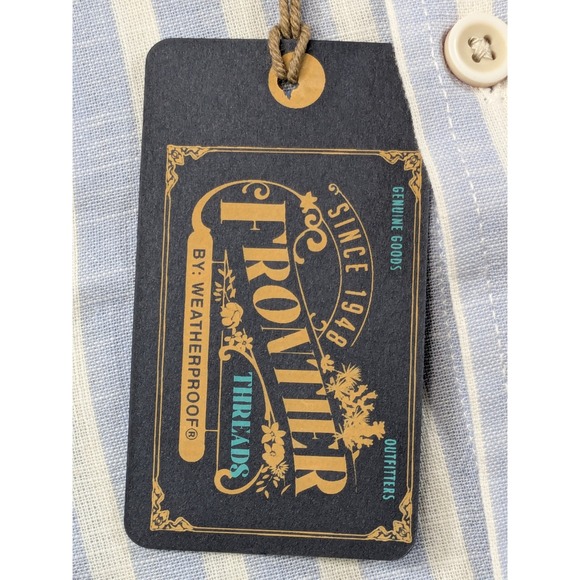 GENUINE GOODS
OUTFITTERS
SINCE 1948
FRONTIER
THREADS
BY: WEATHERPROOF®